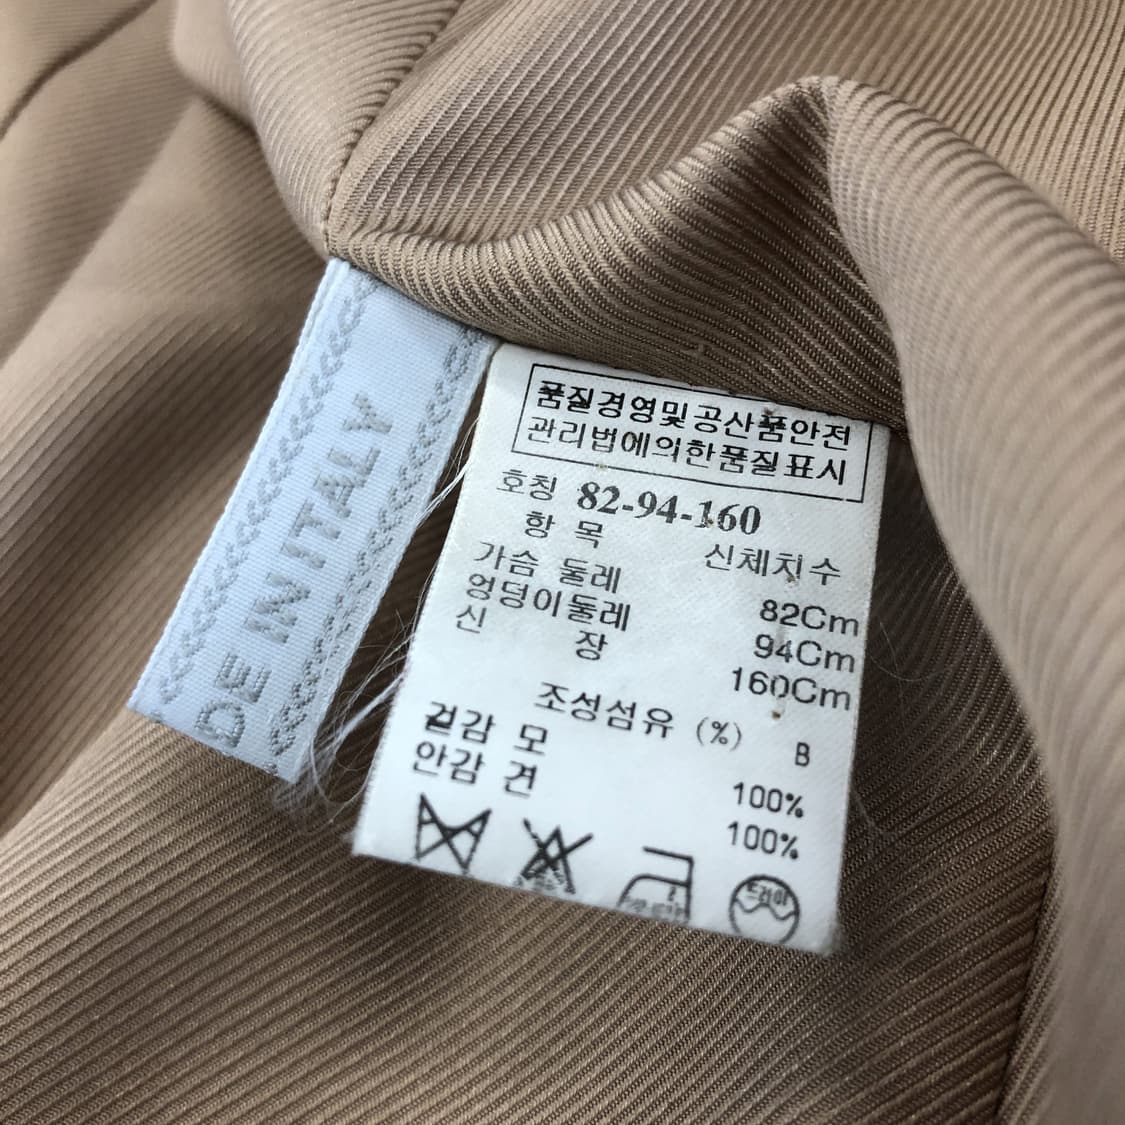 DE IN ITALY
품질경영및공산품안전
관리법에의한품질표시
호칭 82-94-160
항 목 신체치수
가슴 둘레 82Cm
엉덩이둘레 94Cm
신 장 160Cm
조성섬유 (%) B
겉감 모 100%
안감 견 100%
드라이